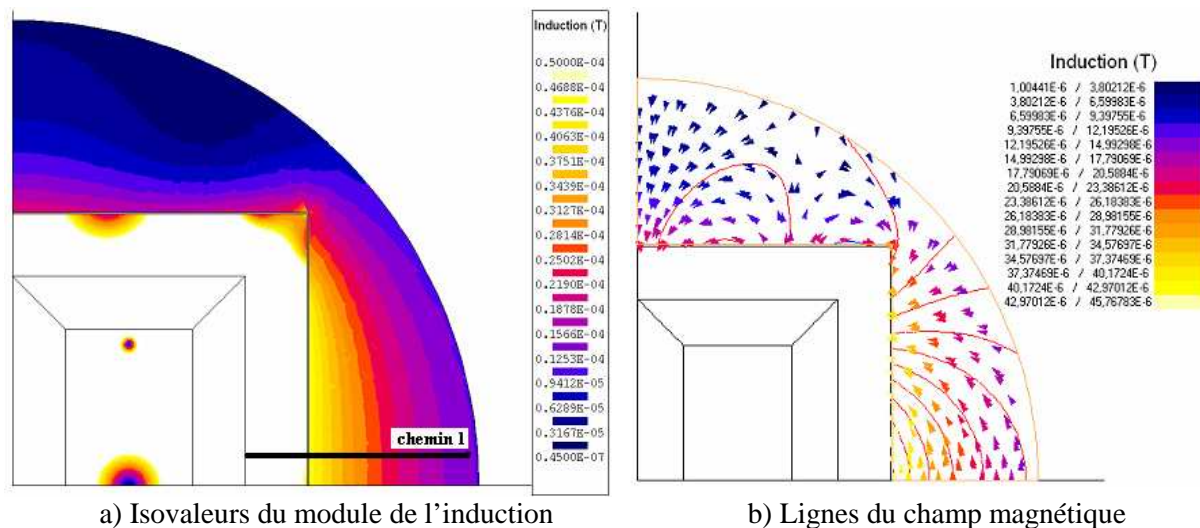 Induction (T)
0.5000E-04
0.4688E-04
0.4376E-04
0.4063E-04
0.3751E-04
0.3439E-04
0.3127E-04
0.2814E-04
0.2502E-04
0.2190E-04
0.1878E-04
0.1566E-04
0.1253E-04
0.9412E-05
0.6289E-05
0.3167E-05
0.4500E-07
chemin 1
a) Isovaleurs du module de l'induction
Induction (T)
1,00441E-6 / 3,80212E-6
3,80212E-6 / 6,59983E-6
6,59983E-6 / 9,39755E-6
9,39755E-6 / 12,19526E-6
12,19526E-6 / 14,99298E-6
14,99298E-6 / 17,79069E-6
17,79069E-6 / 20,5884E-6
20,5884E-6 / 23,38612E-6
23,38612E-6 / 26,18383E-6
26,18383E-6 / 28,98155E-6
28,98155E-6 / 31,77926E-6
31,77926E-6 / 34,57697E-6
34,57697E-6 / 37,37469E-6
37,37469E-6 / 40,1724E-6
40,1724E-6 / 42,97012E-6
42,97012E-6 / 45,76783E-6
b) Lignes du champ magnétique